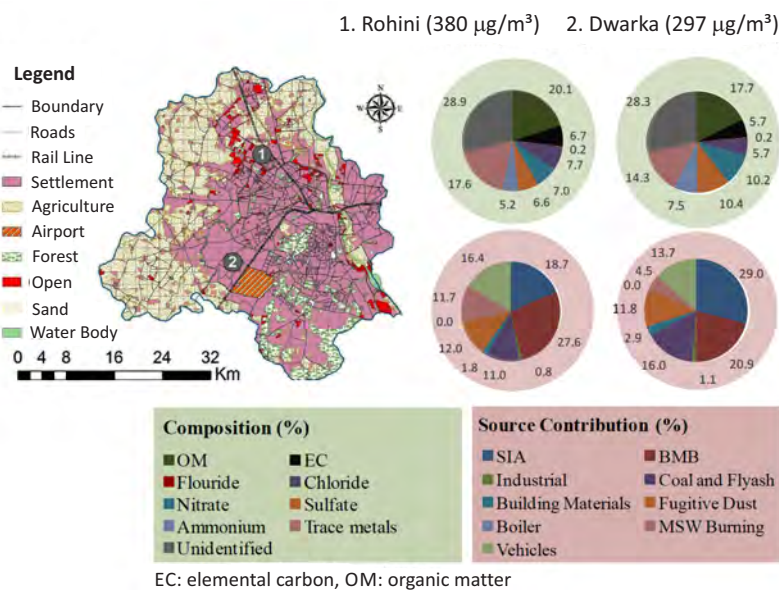 1. Rohini (380 µg/m³) 2. Dwarka (297 µg/m³)
Legend
Boundary
Roads
Rail Line
Settlement
Agriculture
Airport
Forest
Open
Sand
Water Body
0 4 8 16 24 32
Km
N
W E
S
1
2
20.1
6.7
0.2
7.7
7.0
6.6
5.2
17.6
28.9
17.7
5.7
0.2
5.7
10.2
10.4
7.5
14.3
28.3
18.7
27.6
0.8
11.0
1.8
12.0
0.0
11.7
16.4
29.0
20.9
1.1
16.0
2.9
11.8
0.0
4.5
13.7
Composition (%)
OM EC
Flouride Chloride
Nitrate Sulfate
Ammonium Trace metals
Unidentified
Source Contribution (%)
SIA BMB
Industrial Coal and Flyash
Building Materials Fugitive Dust
Boiler MSW Burning
Vehicles
EC: elemental carbon, OM: organic matter